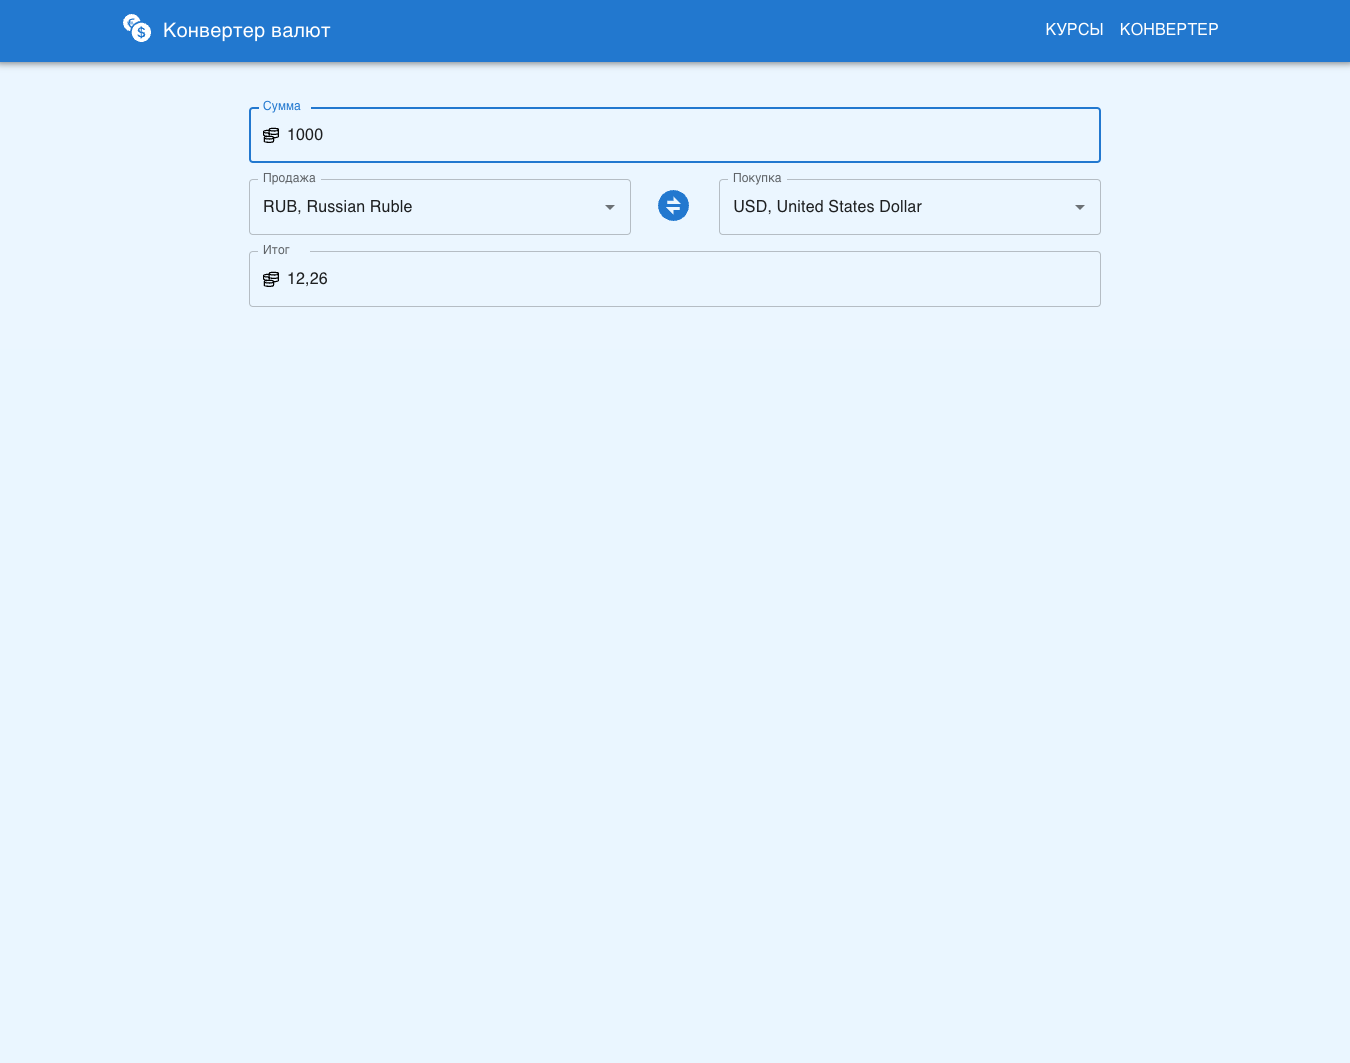 Конвертер валют
КУРСЫ КОНВЕРТЕР
Сумма
1000
Продажа
RUB, Russian Ruble
Покупка
USD, United States Dollar
Итог
12,26